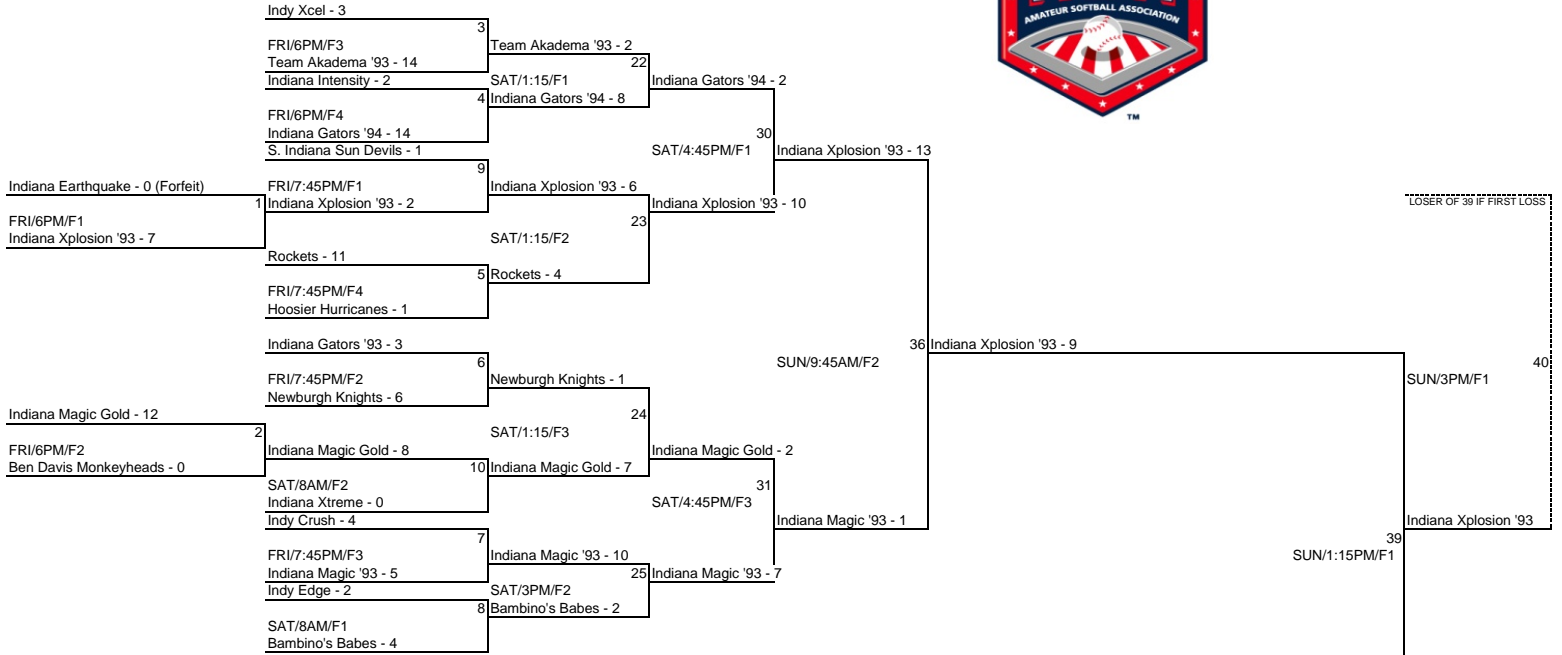 Indy Xcel - 3
3
FRI/6PM/F3
Team Akadema '93 - 14
Team Akadema '93 - 2
22
Indiana Intensity - 2
SAT/1:15/F1
Indiana Gators '94 - 2
4
Indiana Gators '94 - 8
FRI/6PM/F4
Indiana Gators '94 - 14
30
S. Indiana Sun Devils - 1
SAT/4:45PM/F1
Indiana Xplosion '93 - 13
9
Indiana Earthquake - 0 (Forfeit)
FRI/7:45PM/F1
Indiana Xplosion '93 - 6
1
Indiana Xplosion '93 - 2
Indiana Xplosion '93 - 10
FRI/6PM/F1
23
Indiana Xplosion '93 - 7
SAT/1:15/F2
Rockets - 11
5
Rockets - 4
FRI/7:45PM/F4
Hoosier Hurricanes - 1
Indiana Gators '93 - 3
36
Indiana Xplosion '93 - 9
6
SUN/9:45AM/F2
FRI/7:45PM/F2
Newburgh Knights - 1
Newburgh Knights - 6
Indiana Magic Gold - 12
24
2
SAT/1:15/F3
FRI/6PM/F2
Indiana Magic Gold - 8
Indiana Magic Gold - 2
Ben Davis Monkeyheads - 0
10
Indiana Magic Gold - 7
SAT/8AM/F2
31
Indiana Xtreme - 0
SAT/4:45PM/F3
Indy Crush - 4
Indiana Magic '93 - 1
7
FRI/7:45PM/F3
Indiana Magic '93 - 10
Indiana Magic '93 - 5
25
Indiana Magic '93 - 7
Indy Edge - 2
SAT/3PM/F2
8
Bambino's Babes - 2
SAT/8AM/F1
Bambino's Babes - 4
AMATEUR SOFTBALL ASSOCIATION
TM
LOSER OF 39 IF FIRST LOSS
40
SUN/3PM/F1
Indiana Xplosion '93
39
SUN/1:15PM/F1